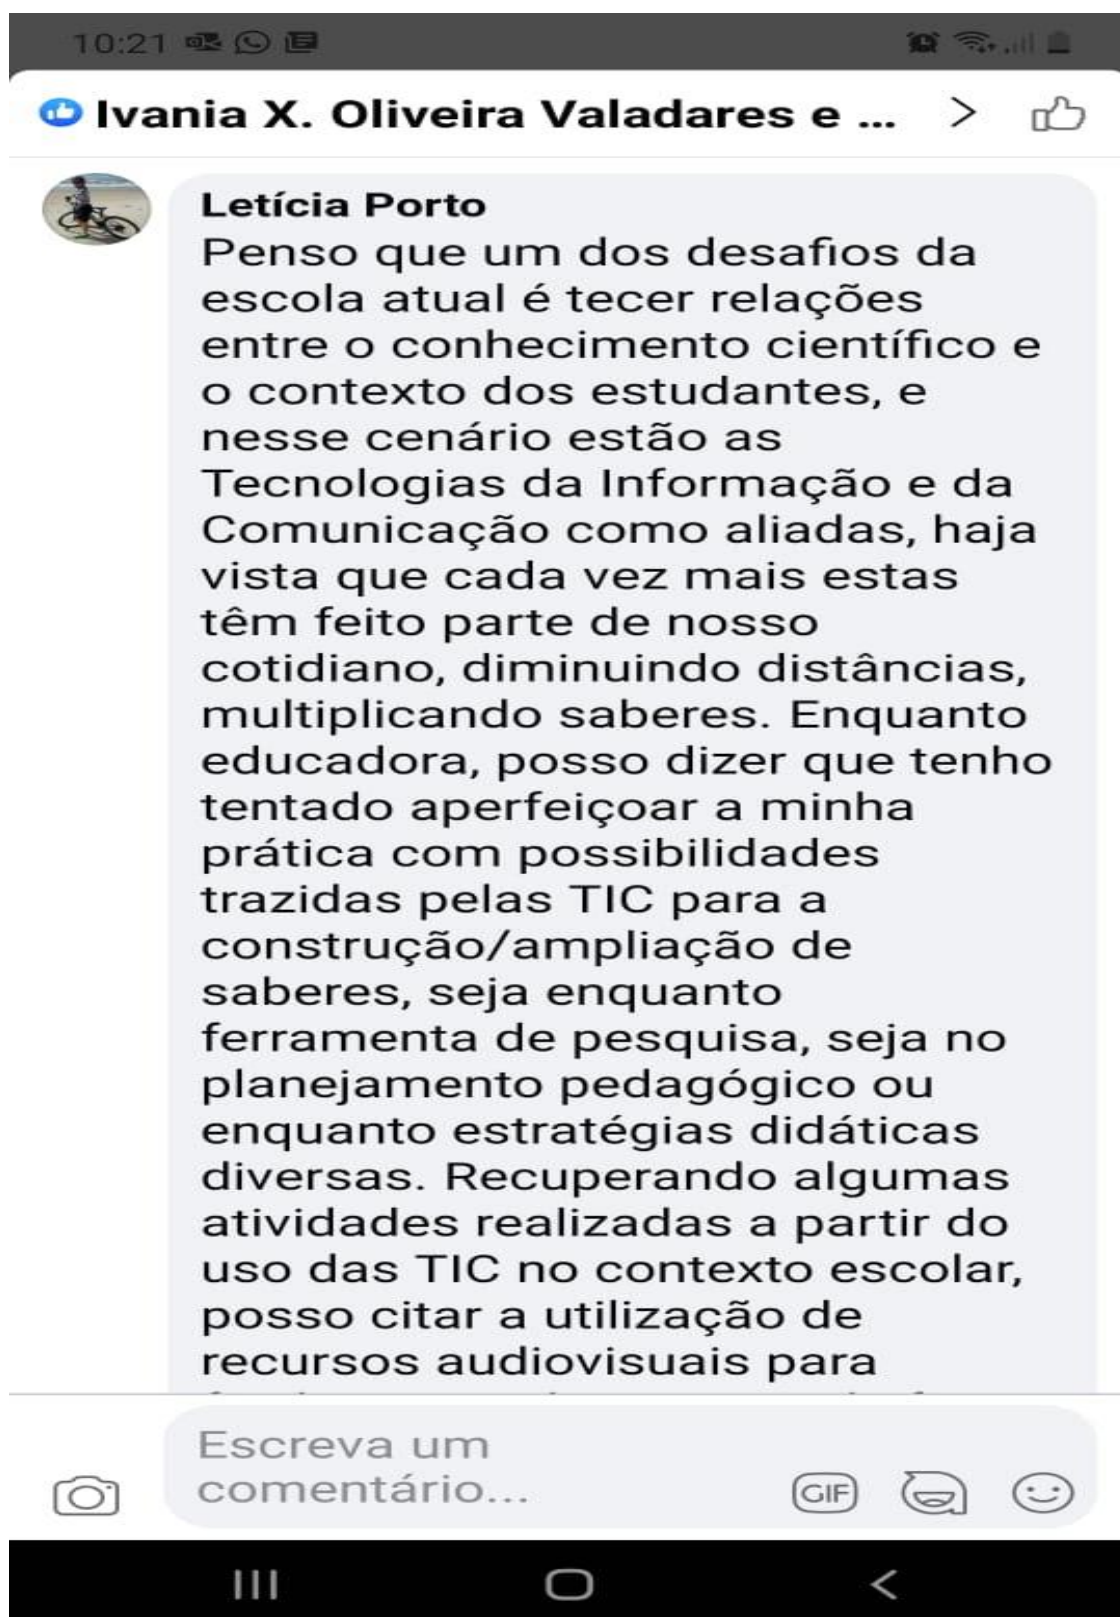 10:21
Ivania X. Oliveira Valadares e ...
Letícia Porto
Penso que um dos desafios da
escola atual é tecer relações
entre o conhecimento científico e
o contexto dos estudantes, e
nesse cenário estão as
Tecnologias da Informação e da
Comunicação como aliadas, haja
vista que cada vez mais estas
têm feito parte de nosso
cotidiano, diminuindo distâncias,
multiplicando saberes. Enquanto
educadora, posso dizer que tenho
tentado aperfeiçoar a minha
prática com possibilidades
trazidas pelas TIC para a
construção/ampliação de
saberes, seja enquanto
ferramenta de pesquisa, seja no
planejamento pedagógico ou
enquanto estratégias didáticas
diversas. Recuperando algumas
atividades realizadas a partir do
uso das TIC no contexto escolar,
posso citar a utilização de
recursos audiovisuais para
Escreva um
comentário...
GIF